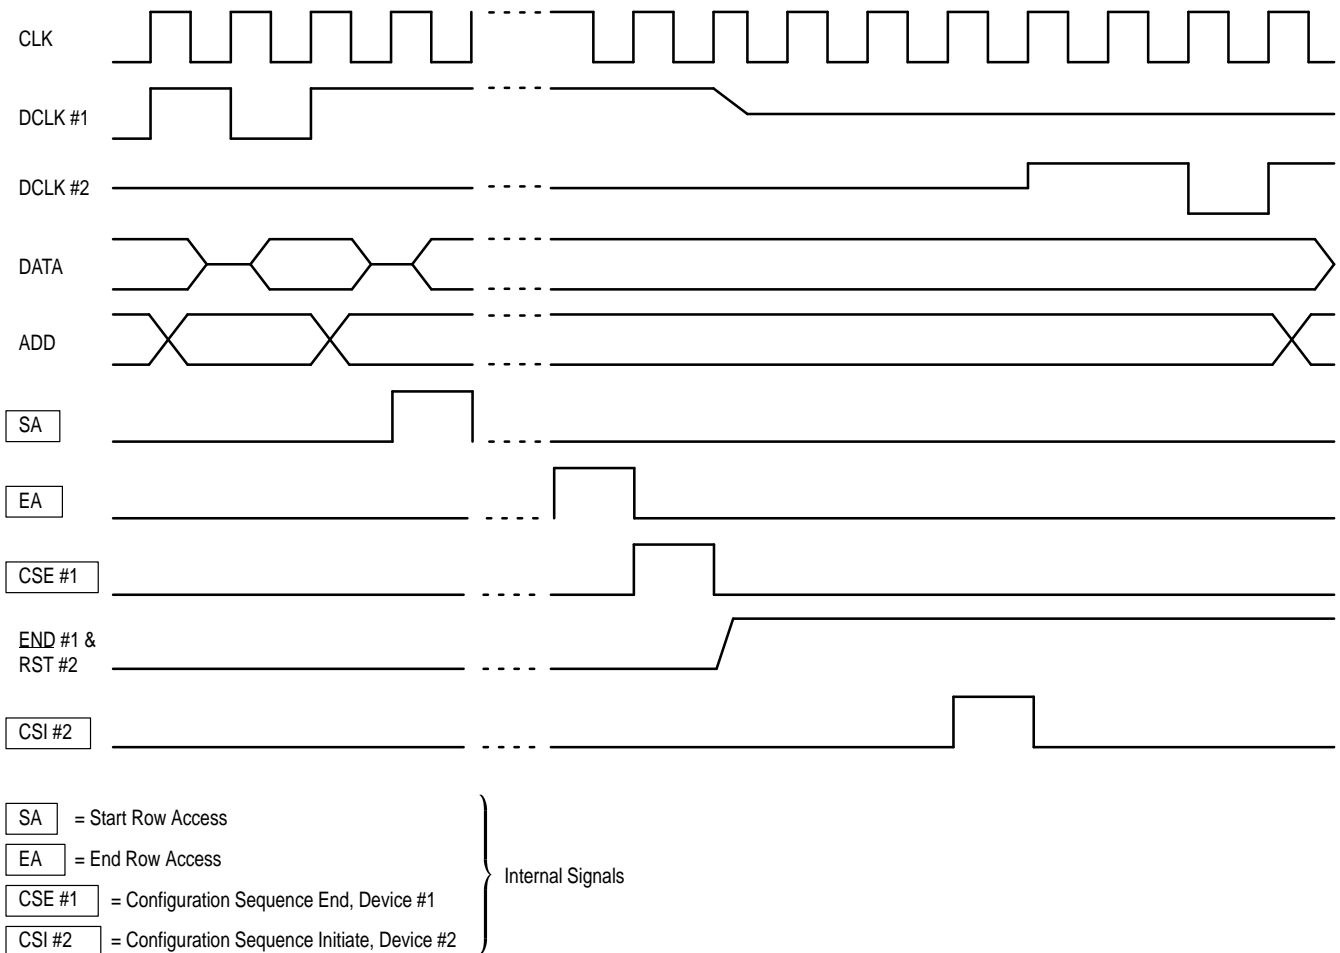 CLK
DCLK #1
DCLK #2
DATA
ADD
SA
EA
CSE #1
END #1 &
RST #2
CSI #2
SA = Start Row Access
EA = End Row Access
CSE #1 = Configuration Sequence End, Device #1
CSI #2 = Configuration Sequence Initiate, Device #2
Internal Signals